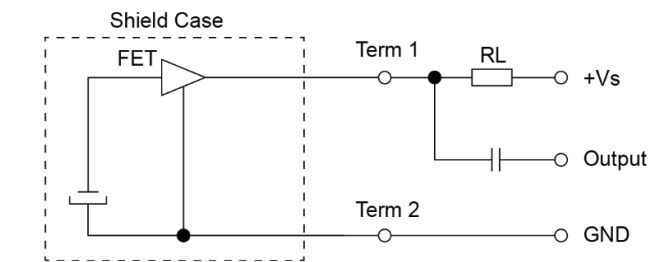 Shield Case
FET
Term 1
RL
+Vs
Output
Term 2
GND